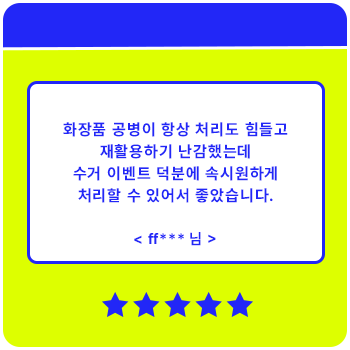 화장품 공병이 항상 처리도 힘들고
재활용하기 난감했는데
수거 이벤트 덕분에 속시원하게
처리할 수 있어서 좋았습니다.
< ff*** 님 >